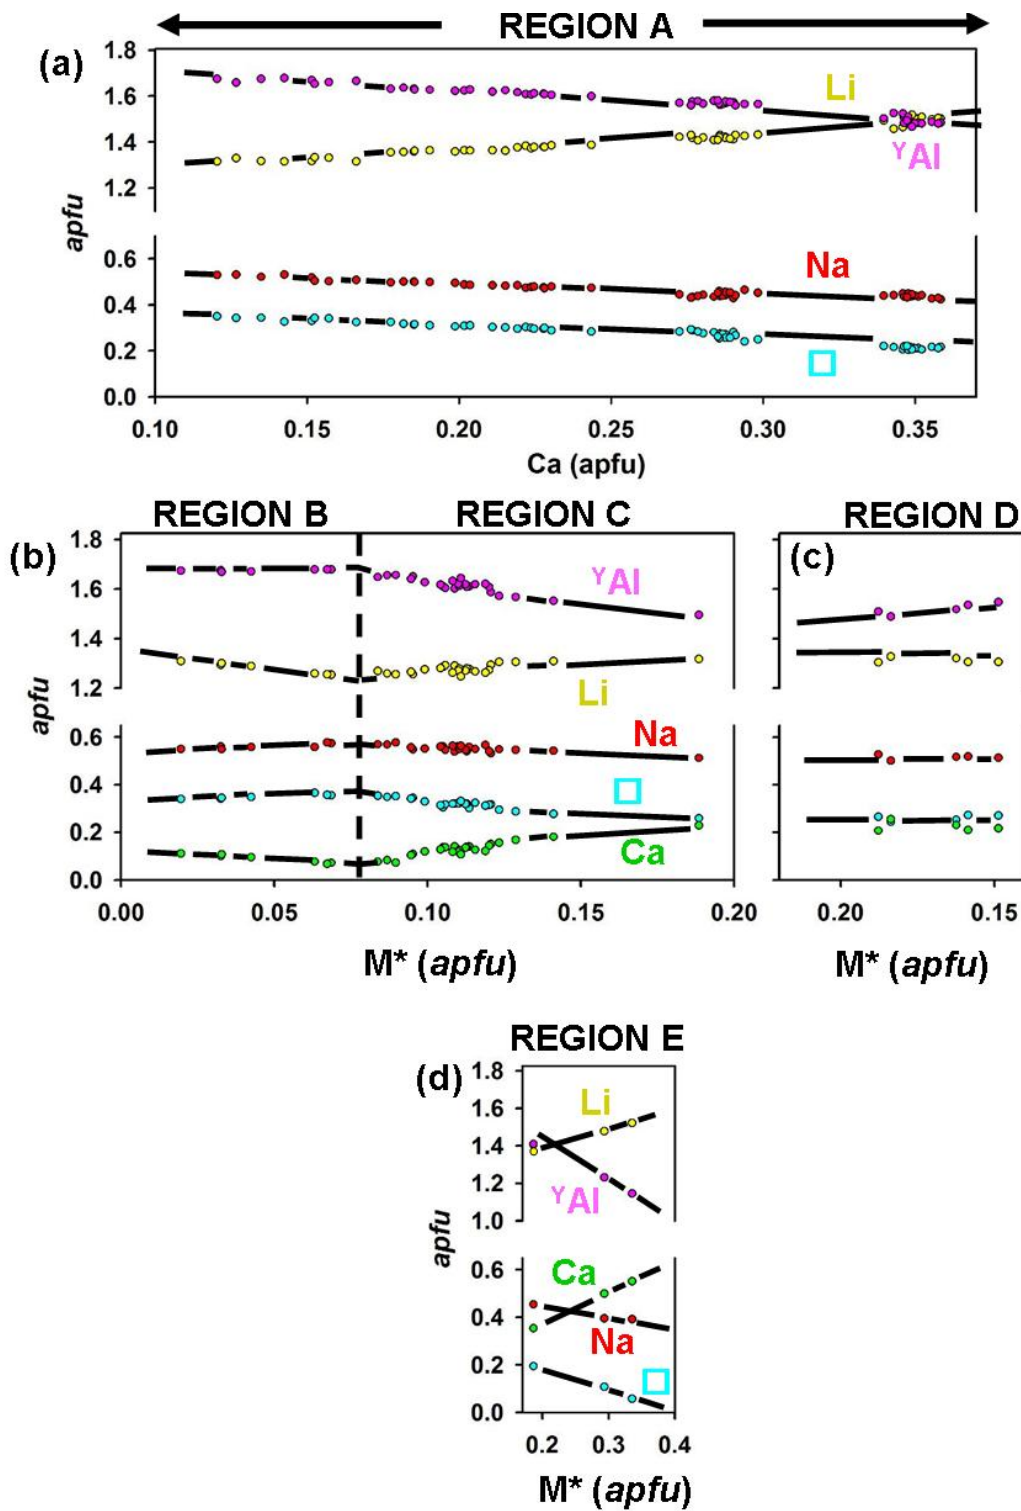 REGION A
(a)
1.8
1.6
1.4
1.2
apfu
0.6
0.4
0.2
0.0
Li
YAl
Na
0.10 0.15 0.20 0.25 0.30 0.35
Ca (apfu)
REGION B REGION C REGION D
(b)
1.8
1.6
1.4
1.2
apfu
0.6
0.4
0.2
0.0
YAl
Li
Na
Ca
(c)
0.00 0.05 0.10 0.15 0.20 0.20 0.15
M* (apfu) M* (apfu)
REGION E
(d)
1.8
1.6
1.4
1.2
1.0
apfu
0.6
0.4
0.2
0.0
Li
YAl
Ca
Na
0.2 0.3 0.4
M* (apfu)